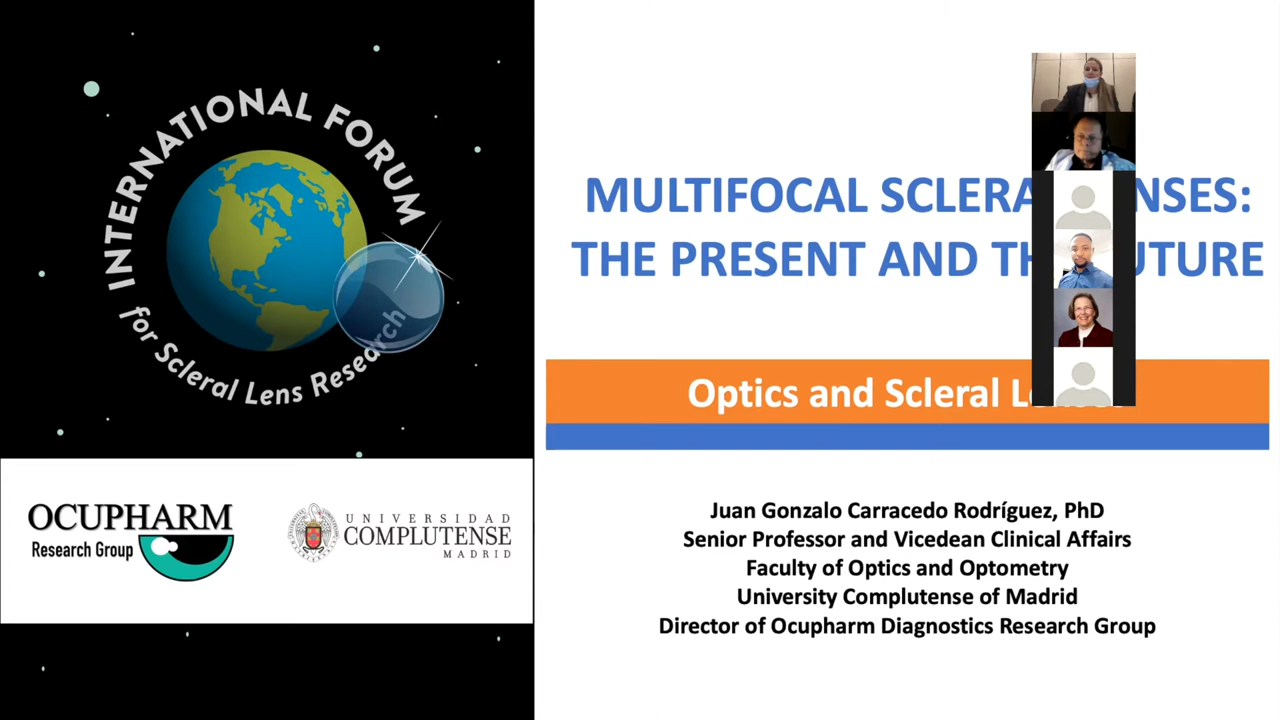 INTERNATIONAL FORUM
for Scleral Lens Research
OCUPHARM
Research Group
UNIVERSIDAD
COMPLUTENSE
MADRID
MULTIFOCAL SCLERA NSES:
THE PRESENT AND TH UTURE
Optics and Scleral L
Juan Gonzalo Carracedo Rodríguez, PhD
Senior Professor and Vicedean Clinical Affairs
Faculty of Optics and Optometry
University Complutense of Madrid
Director of Ocupharm Diagnostics Research Group